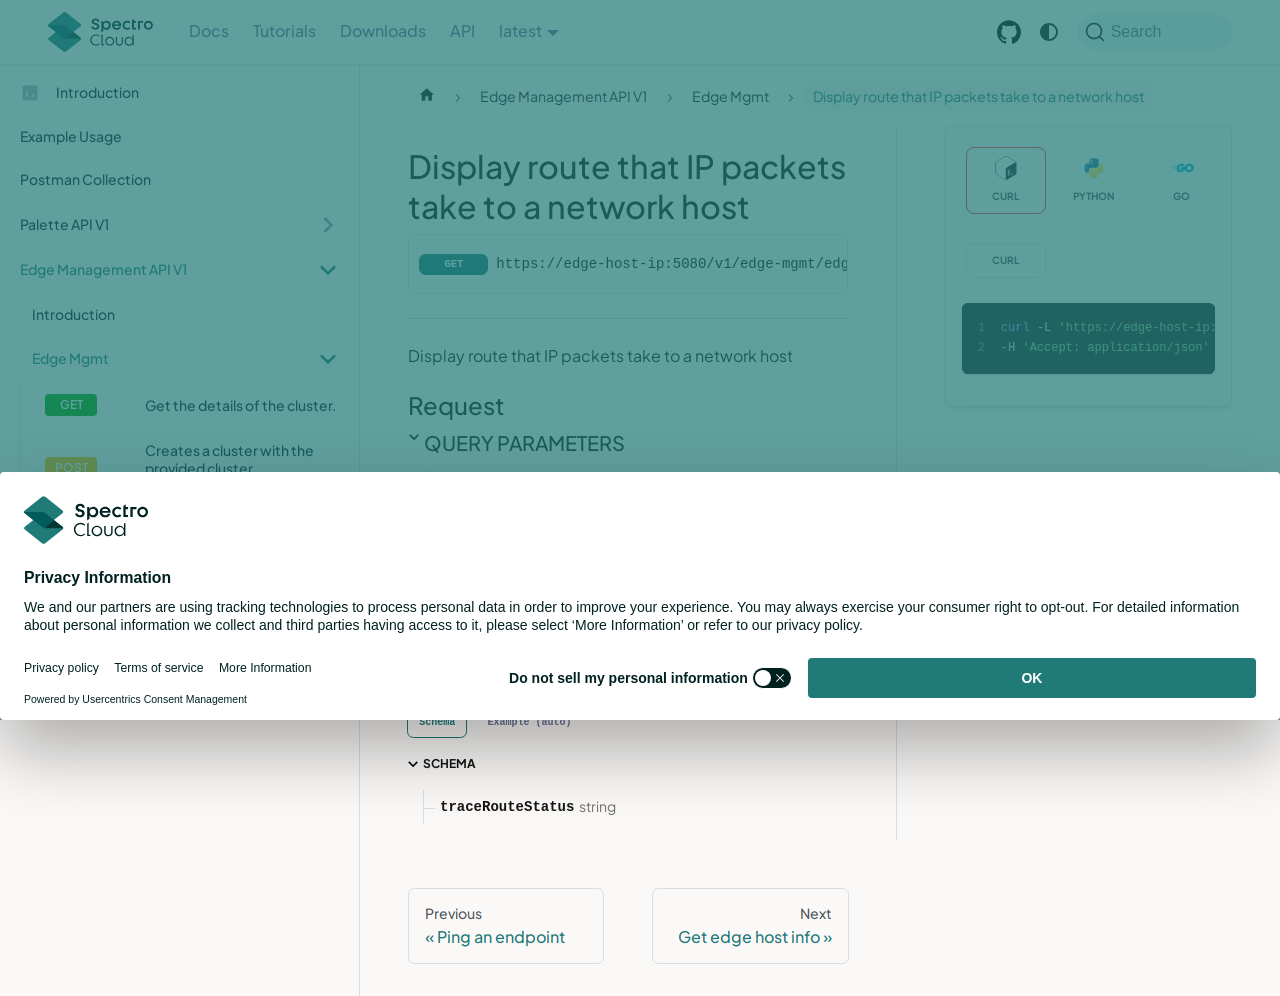 Spectro
Cloud
Docs
Tutorials
Downloads
API
latest
Search
Introduction
Example Usage
Postman Collection
Palette API V1
Edge Management API V1
Introduction
Edge Mgmt
GET
Get the details of the cluster.
POST
Creates a cluster with the
provided cluster
Edge Management API V1
Edge Mgmt
Display route that IP packets take to a network host
Display route that IP packets
take to a network host
GET
https://edge-host-ip:5080/v1/edge-mgmt/edg
Display route that IP packets take to a network host
Request
QUERY PARAMETERS
CURL
PYTHON
GO
CURL
1 curl -L 'https://edge-host-ip:
2 -H 'Accept: application/json'
Spectro
Cloud
Privacy Information
We and our partners are using tracking technologies to process personal data in order to improve your experience. You may always exercise your consumer right to opt-out. For detailed information
about personal information we collect and third parties having access to it, please select ‘More Information’ or refer to our privacy policy.
Privacy policy
Terms of service
More Information
Powered by Usercentrics Consent Management
Do not sell my personal information
OK
Schema
Example (auto)
SCHEMA
traceRouteStatus string
Previous
« Ping an endpoint
Next
Get edge host info »